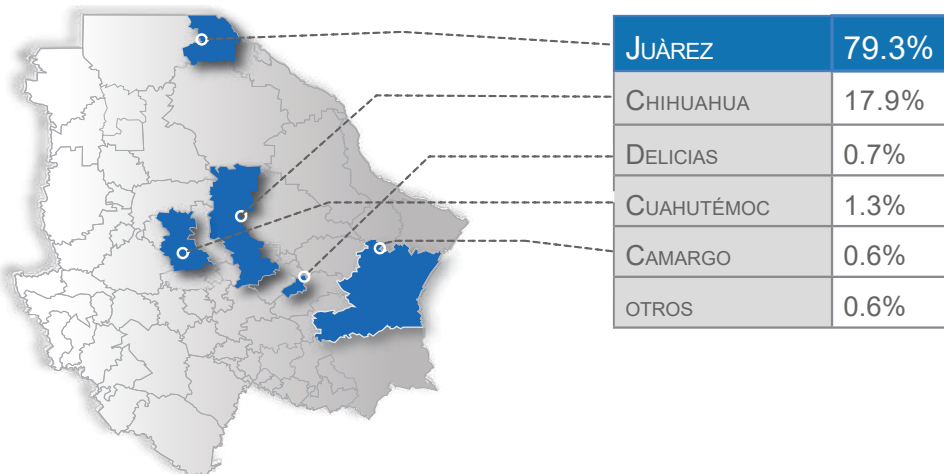 JUÀREZ 79.3%
CHIHUAHUA 17.9%
DELICIAS 0.7%
CUAHUTÉMOC 1.3%
CAMARGO 0.6%
OTROS 0.6%